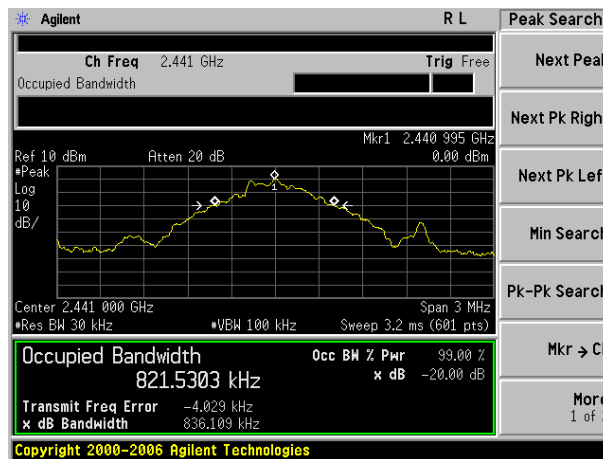 Agilent R L Peak Search
Ch Freq 2.441 GHz Trig Free
Occupied Bandwidth
Next Peak
Next Pk Righ
Mkr1 2.440 995 GHz
Ref 10 dBm Atten 20 dB 0.00 dBm
#Peak
Log
10
dB/
1
Next Pk Lef
Min Search
Pk-Pk Search
Center 2.441 000 GHz Span 3 MHz
#Res BW 30 kHz #VBW 100 kHz Sweep 3.2 ms (601 pts)
Occupied Bandwidth Occ BW % Pwr 99.00 %
821.5303 kHz x dB -20.00 dB
Mkr → C
Transmit Freq Error -4.029 kHz
x dB Bandwidth 836.109 kHz
More
1 of
Copyright 2000-2006 Agilent Technologies